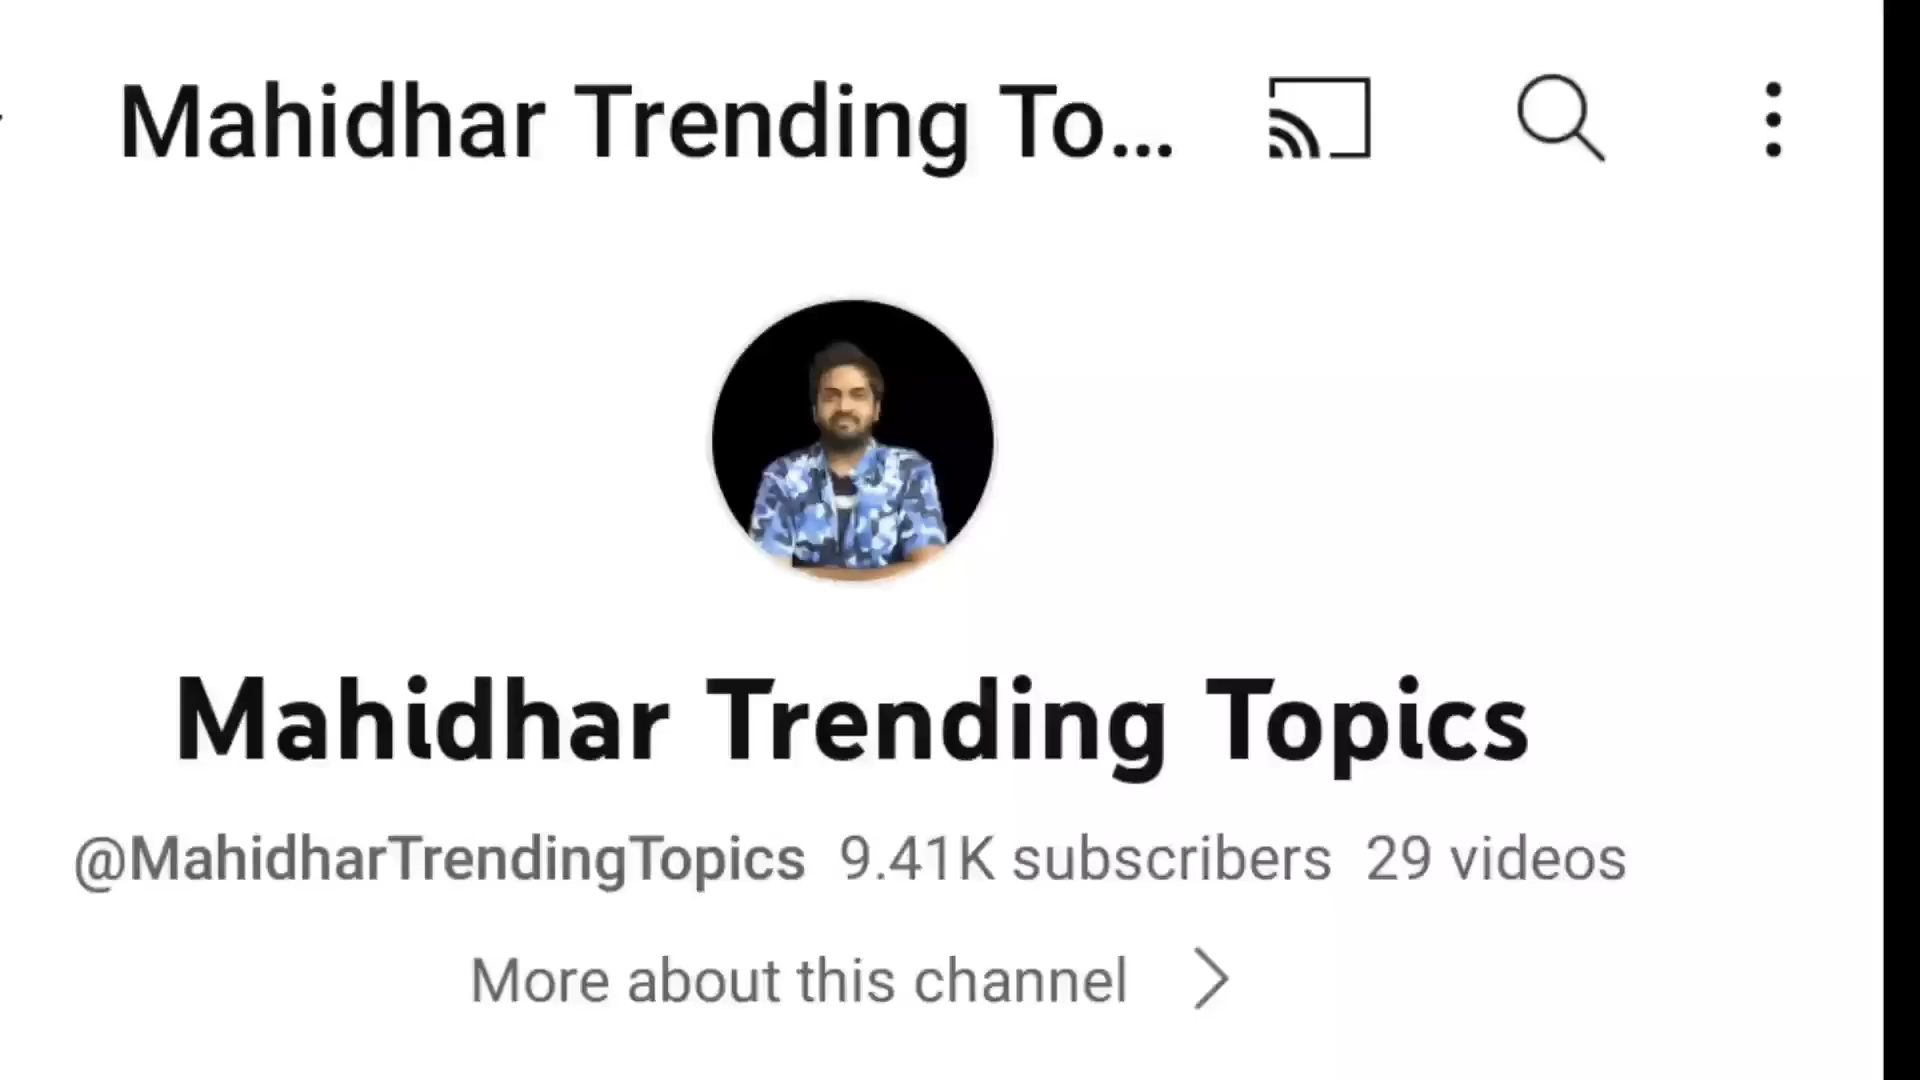 Mahidhar Trending To...
Mahidhar Trending Topics
@MahidharTrendingTopics 9.41K subscribers 29 videos
More about this channel